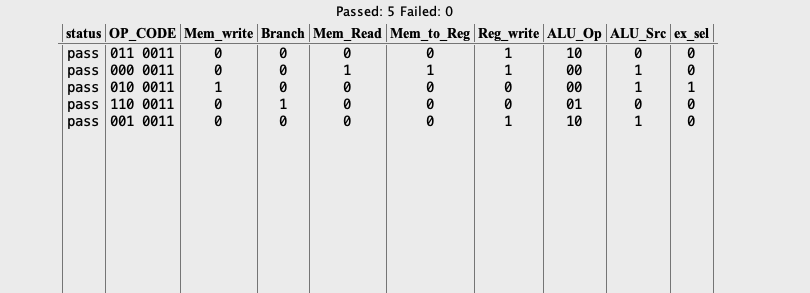 Passed: 5 Failed: 0
status OP_CODE Mem_write Branch Mem_Read Mem_to_Reg Reg_write ALU_Op ALU_Src ex_sel
pass 011 0011 0 0 0 0 1 10 0 0
pass 000 0011 0 0 1 1 1 00 1 0
pass 010 0011 1 0 0 0 0 00 1 1
pass 110 0011 0 1 0 0 0 01 0 0
pass 001 0011 0 0 0 0 1 10 1 0